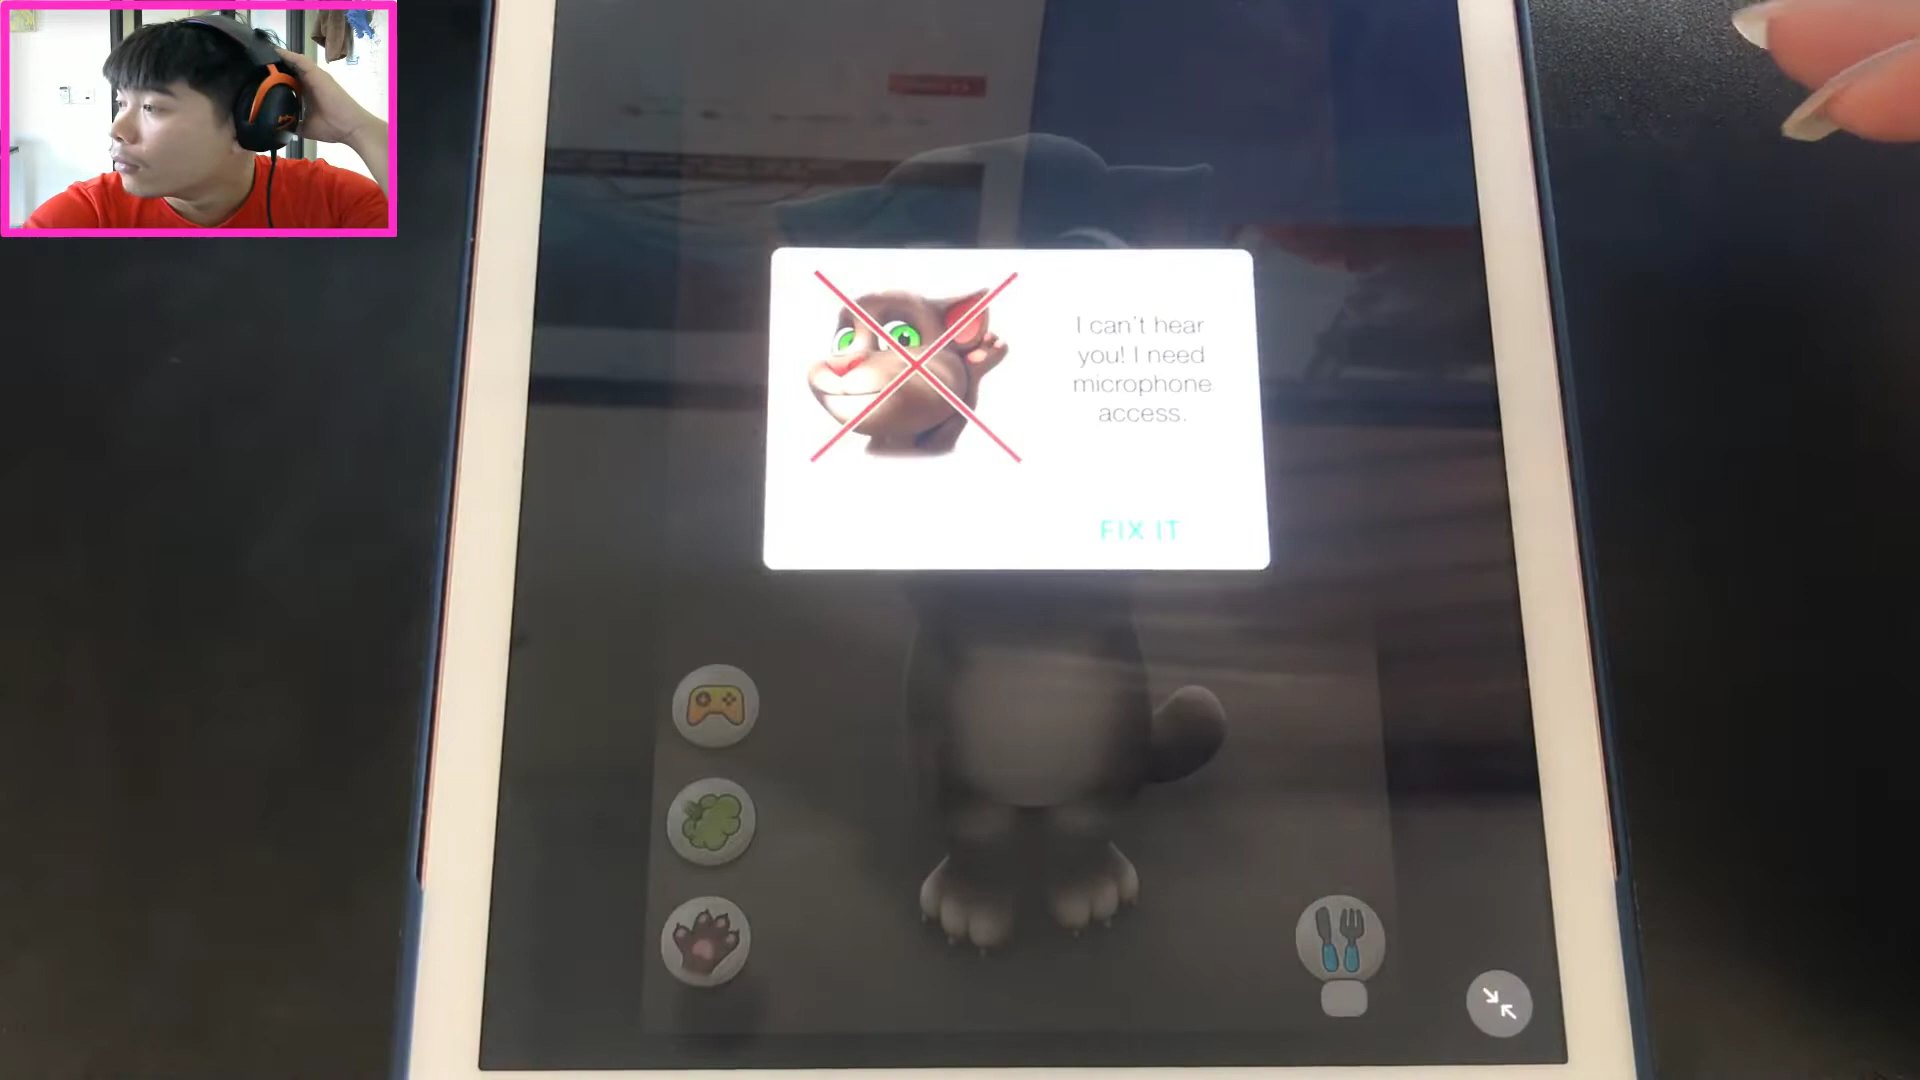 I can't hear
you! I need
microphone
access.
FIX IT